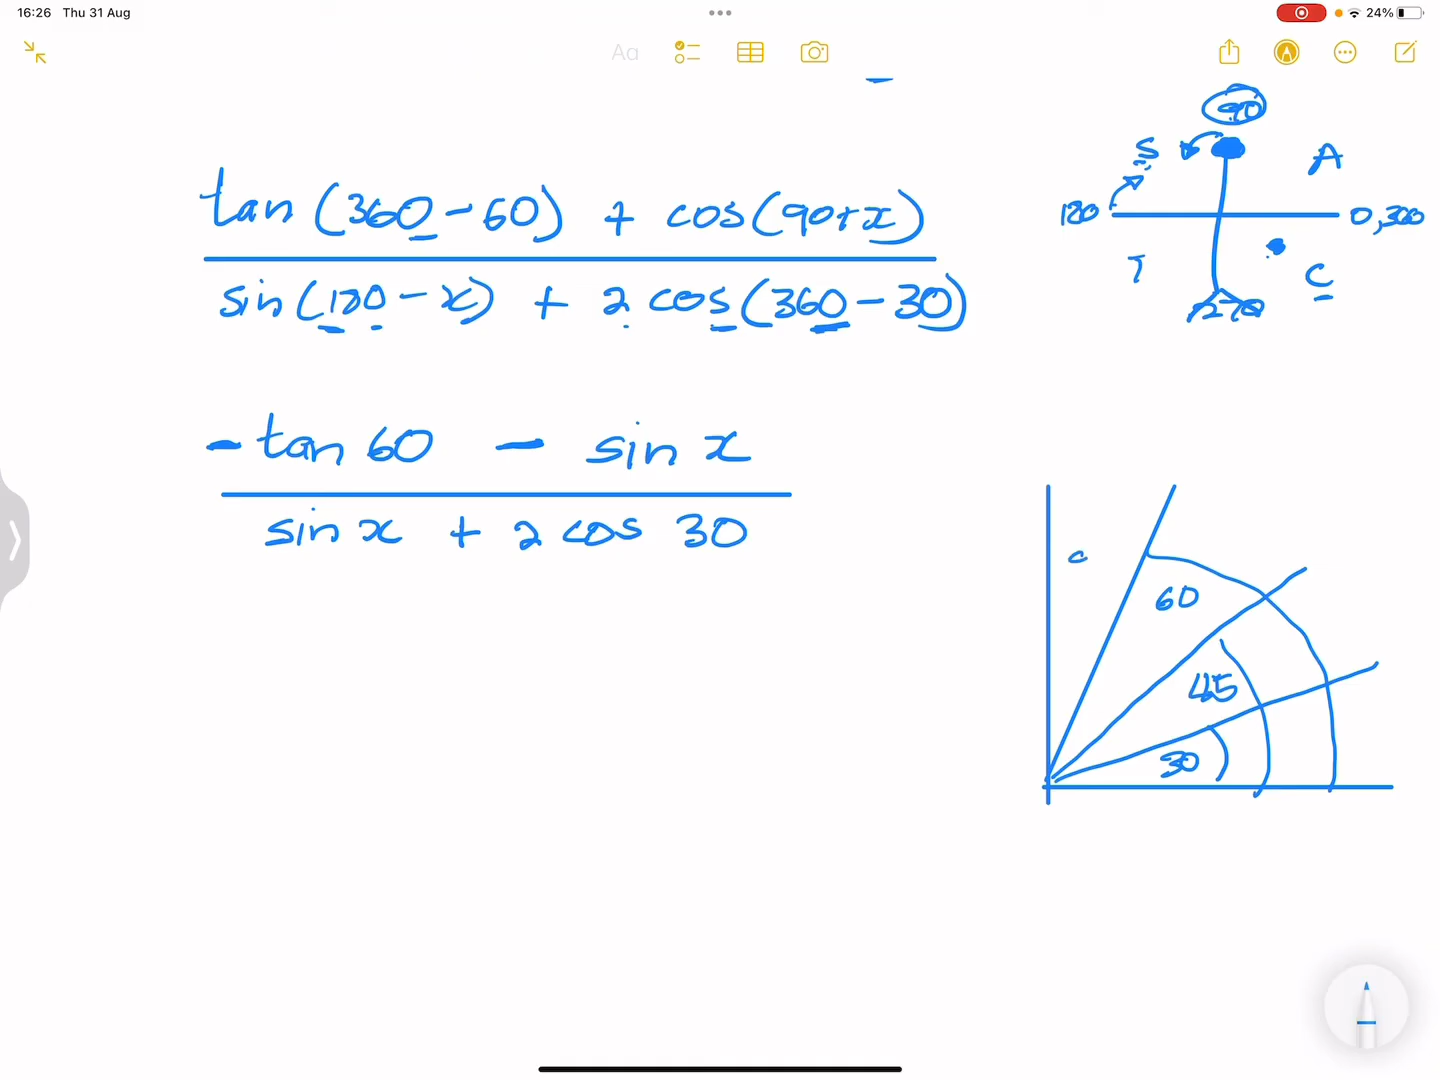 16:26 Thu 31 Aug
24%
Aa
90
S A
180 0, 360
T C
270
tan (360 - 60) + cos(90+x)
sin (180 - x) + 2 cos (360 - 30)
- tan 60 - sin x
sin x + 2 cos 30
c
60
45
30